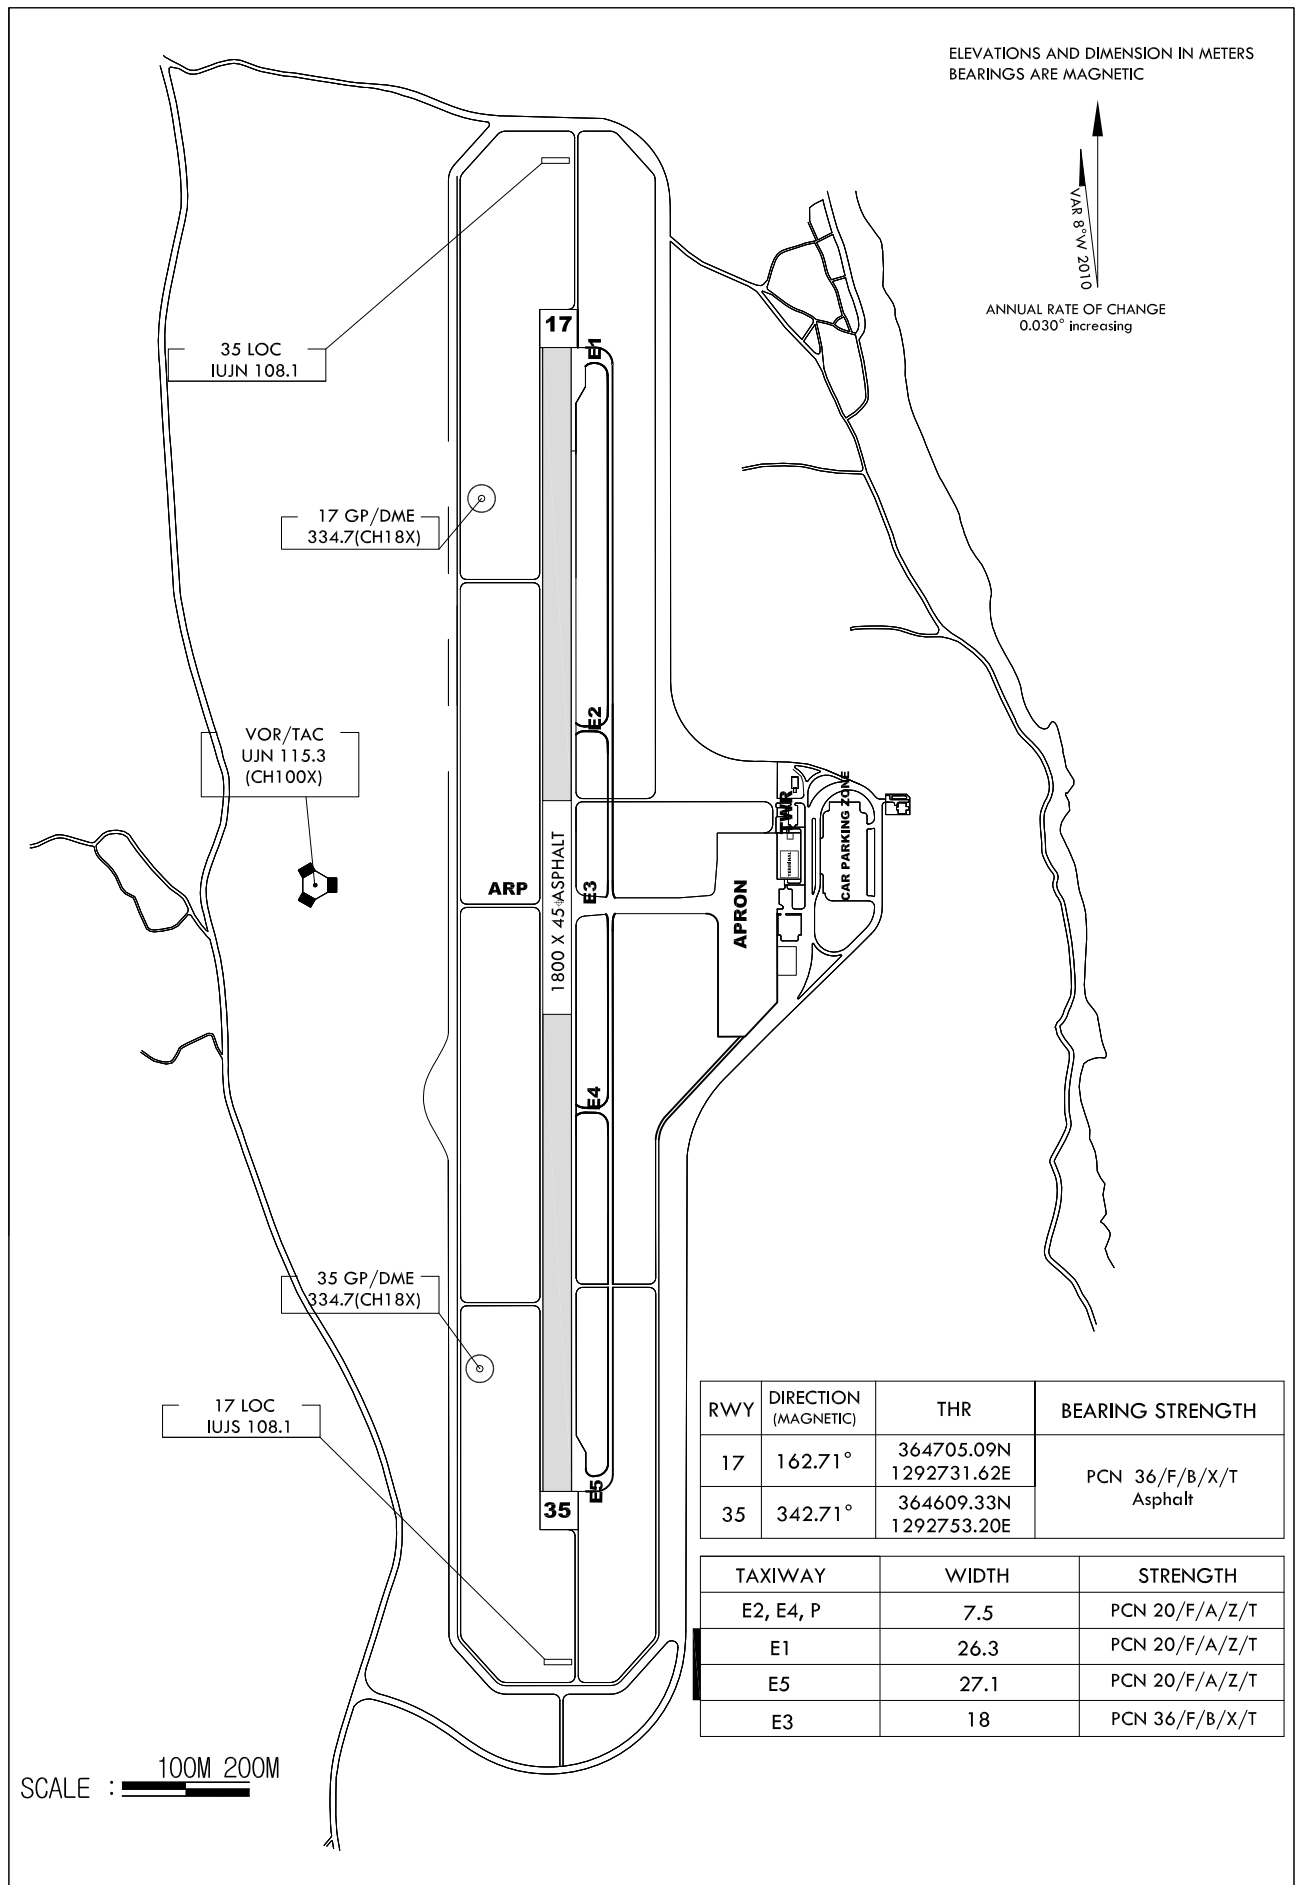 ELEVATIONS AND DIMENSION IN METERS
BEARINGS ARE MAGNETIC
VAR 8°W 2010
ANNUAL RATE OF CHANGE
0.030° increasing
17
E1
35 LOC
IUJN 108.1
17 GP/DME
334.7(CH18X)
E2
VOR/TAC
UJN 115.3
(CH100X)
TWR
CAR PARKING ZONE
TERMINAL
1800 X 45 ASPHALT
ARP
E3
APRON
E4
35 GP/DME
334.7(CH18X)
17 LOC
IUJS 108.1
E5
35
RWY DIRECTION (MAGNETIC) THR BEARING STRENGTH
17 162.71° 364705.09N 1292731.62E PCN 36/F/B/X/T Asphalt
35 342.71° 364609.33N 1292753.20E
TAXIWAY WIDTH STRENGTH
E2, E4, P 7.5 PCN 20/F/A/Z/T
E1 26.3 PCN 20/F/A/Z/T
E5 27.1 PCN 20/F/A/Z/T
E3 18 PCN 36/F/B/X/T
100M 200M
SCALE :